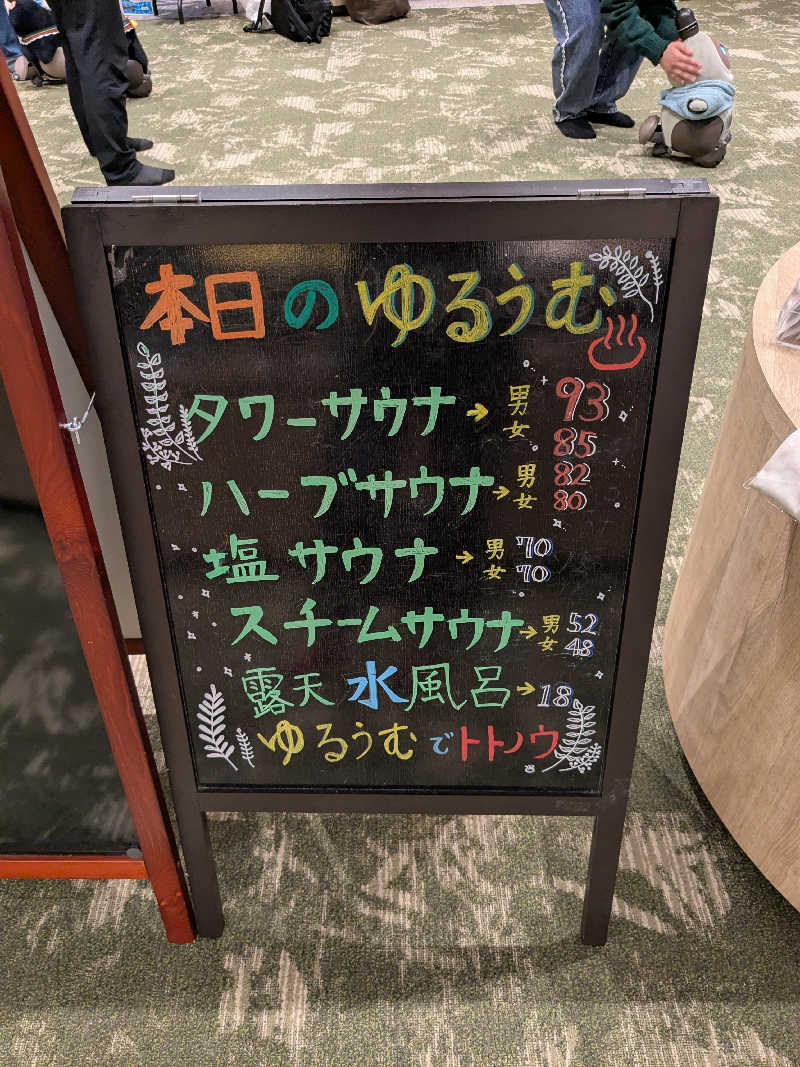 本日のゆるうむ♨
タワーサウナ→男 93
女 85
ハーブサウナ→男 82
女 80
塩サウナ→男 70
女 70
スチームサウナ→男 52
女 48
露天水風呂→18
ゆるうむでトトノウ